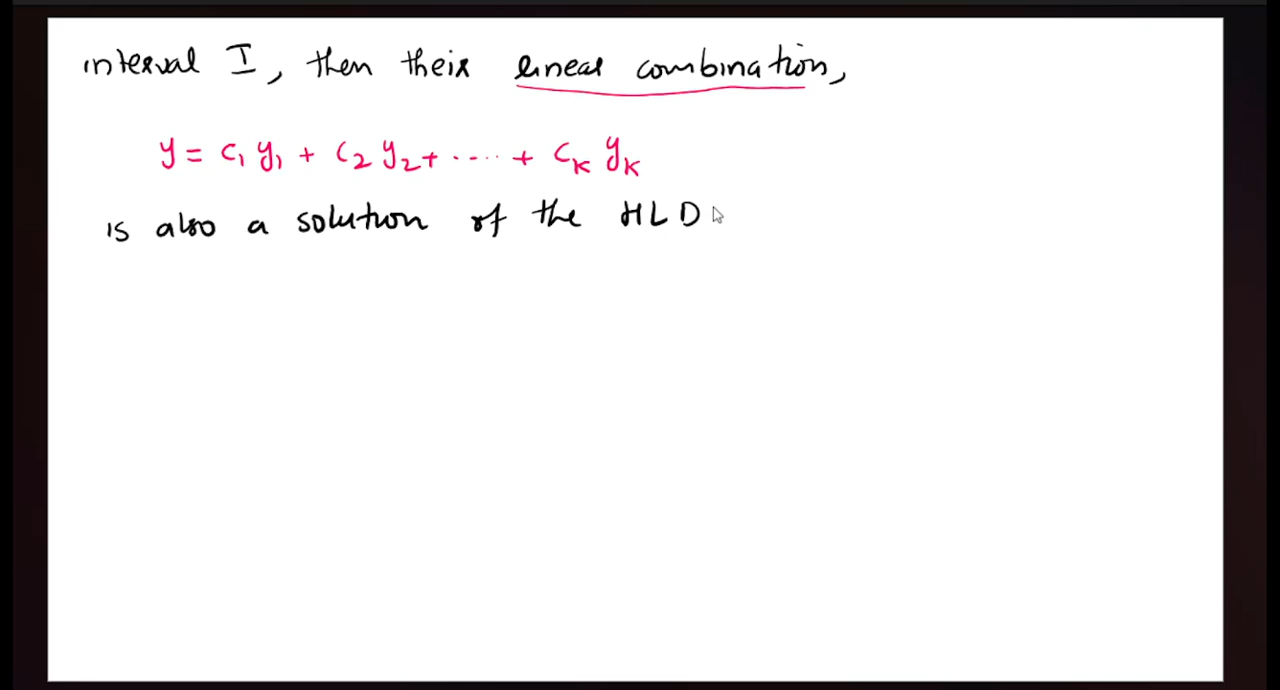 interval I, then their linear combination,
y = c₁ y₁ + c₂ y₂ + ..... + cₖ yₖ
is also a solution of the HLD